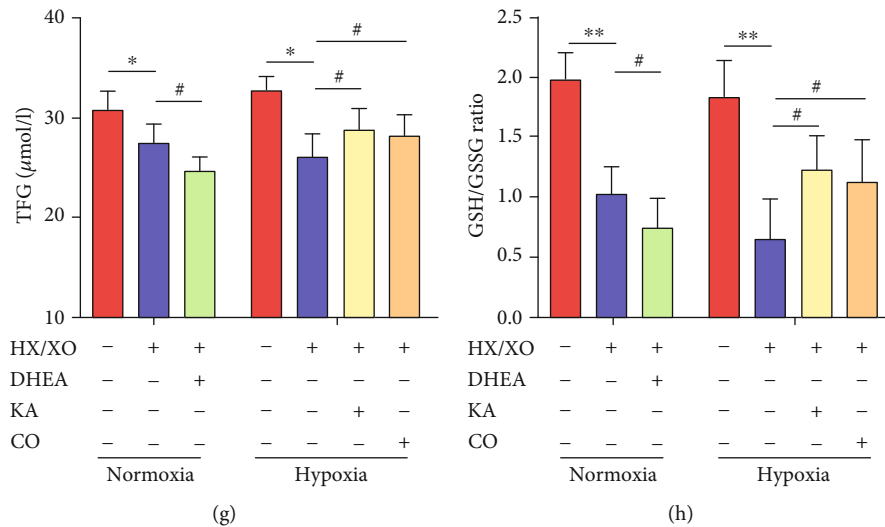 40
30
20
10
TFG (μmol/l)
*
#
*
#
#
HX/XO – + + – + + +
DHEA – – + – – – –
KA – – – – – + –
CO – – – – – – +
Normoxia Hypoxia
(g)
2.5
2.0
1.5
1.0
0.5
0.0
GSH/GSSG ratio
**
#
**
#
#
HX/XO – + + – + + +
DHEA – – + – – – –
KA – – – – – + –
CO – – – – – – +
Normoxia Hypoxia
(h)